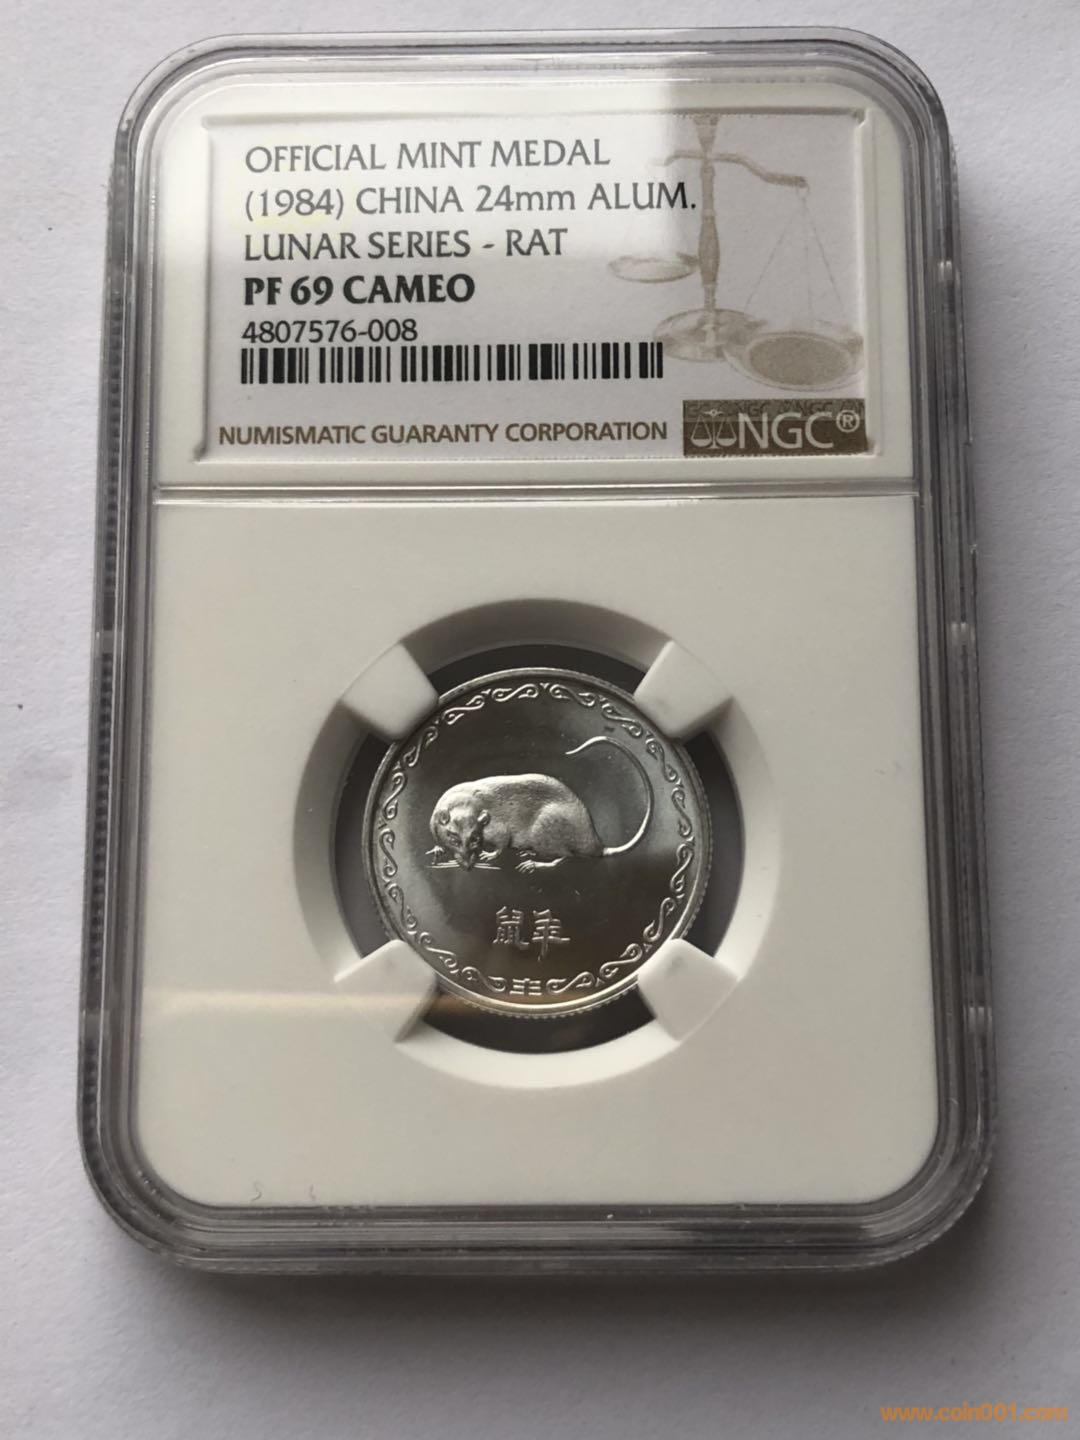 OFFICIAL MINT MEDAL
(1984) CHINA 24mm ALUM.
LUNAR SERIES - RAT
PF 69 CAMEO
4807576-008
NUMISMATIC GUARANTY CORPORATION
NGC®
鼠年
www.coin001.com